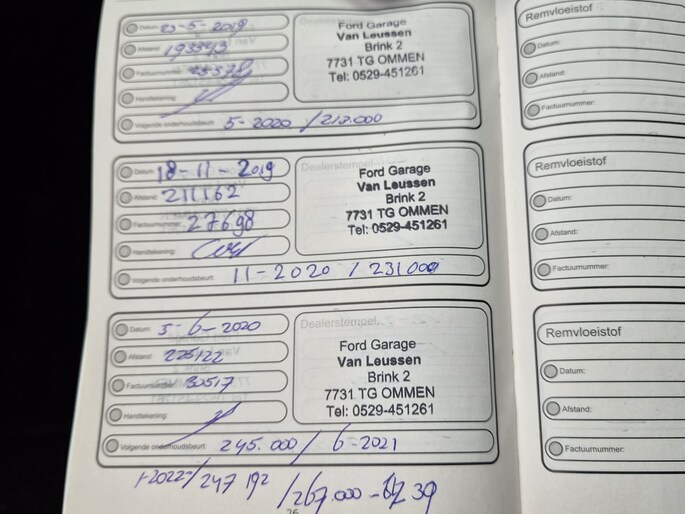 Datum: 23-5-2019
Afstand: 193943
Factuurnummer: 25578
Handtekening:
Volgende onderhoudsbeurt: 5-2020 / 212.000
Ford Garage
Van Leussen
Brink 2
7731 TG OMMEN
Tel: 0529-451261
Datum: 18-11-2019
Afstand: 211162
Factuurnummer: 27698
Handtekening:
Volgende onderhoudsbeurt: 11-2020 / 231000
Dealerstempel
Ford Garage
Van Leussen
Brink 2
7731 TG OMMEN
Tel: 0529-451261
Datum: 3-6-2020
Afstand: 225122
Factuurnummer: 30517
Handtekening:
Volgende onderhoudsbeurt: 245.000 / 6-2021
Dealerstempel
Ford Garage
Van Leussen
Brink 2
7731 TG OMMEN
Tel: 0529-451261
1-2022 / 247 192 / 267.000
26
Remvloeistof
Datum:
Afstand:
Factuurnummer:
Remvloeistof
Datum:
Afstand:
Factuurnummer:
Remvloeistof
Datum:
Afstand:
Factuurnummer: